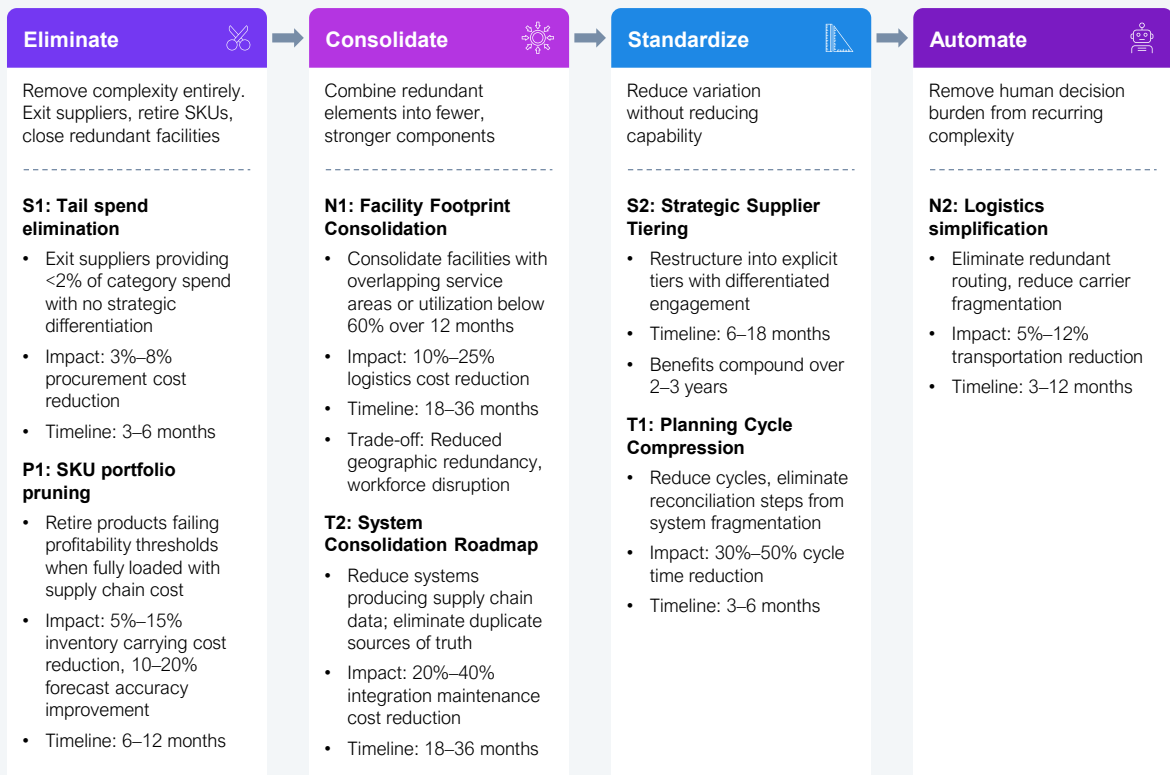 Eliminate
Remove complexity entirely.
Exit suppliers, retire SKUs,
close redundant facilities
S1: Tail spend
elimination
• Exit suppliers providing
<2% of category spend
with no strategic
differentiation
• Impact: 3%–8%
procurement cost
reduction
• Timeline: 3–6 months
P1: SKU portfolio
pruning
• Retire products failing
profitability thresholds
when fully loaded with
supply chain cost
• Impact: 5%–15%
inventory carrying cost
reduction, 10–20%
forecast accuracy
improvement
• Timeline: 6–12 months
Consolidate
Combine redundant
elements into fewer,
stronger components
N1: Facility Footprint
Consolidation
• Consolidate facilities with
overlapping service
areas or utilization below
60% over 12 months
• Impact: 10%–25%
logistics cost reduction
• Timeline: 18–36 months
• Trade-off: Reduced
geographic redundancy,
workforce disruption
T2: System
Consolidation Roadmap
• Reduce systems
producing supply chain
data; eliminate duplicate
sources of truth
• Impact: 20%–40%
integration maintenance
cost reduction
• Timeline: 18–36 months
Standardize
Reduce variation
without reducing
capability
S2: Strategic Supplier
Tiering
• Restructure into explicit
tiers with differentiated
engagement
• Timeline: 6–18 months
• Benefits compound over
2–3 years
T1: Planning Cycle
Compression
• Reduce cycles, eliminate
reconciliation steps from
system fragmentation
• Impact: 30%–50% cycle
time reduction
• Timeline: 3–6 months
Automate
Remove human decision
burden from recurring
complexity
N2: Logistics
simplification
• Eliminate redundant
routing, reduce carrier
fragmentation
• Impact: 5%–12%
transportation reduction
• Timeline: 3–12 months